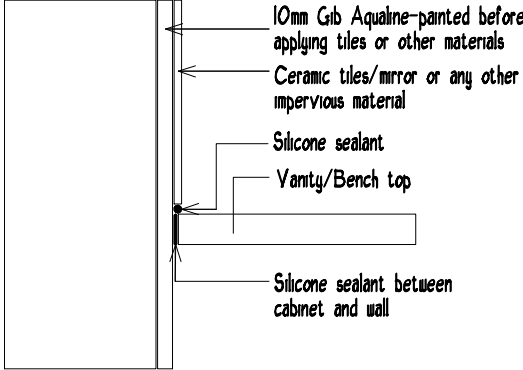 10mm Gib Aqualine-painted before
applying tiles or other materials
Ceramic tiles/mirror or any other
impervious material
Silicone sealant
Vanity/Bench top
Silicone sealant between
cabinet and wall